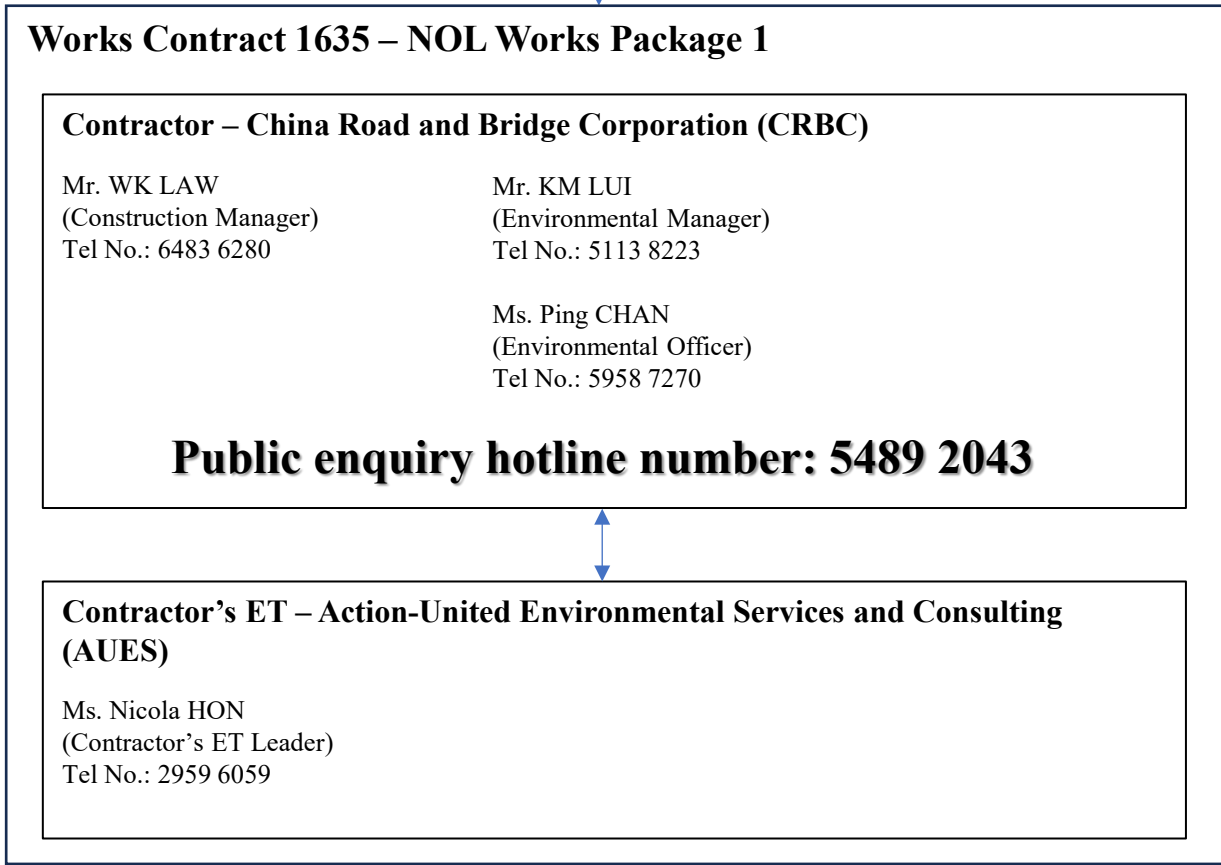 Works Contract 1635 – NOL Works Package 1
Contractor – China Road and Bridge Corporation (CRBC)
Mr. WK LAW
(Construction Manager)
Tel No.: 6483 6280
Mr. KM LUI
(Environmental Manager)
Tel No.: 5113 8223
Ms. Ping CHAN
(Environmental Officer)
Tel No.: 5958 7270
Public enquiry hotline number: 5489 2043
Contractor’s ET – Action-United Environmental Services and Consulting
(AUES)
Ms. Nicola HON
(Contractor’s ET Leader)
Tel No.: 2959 6059